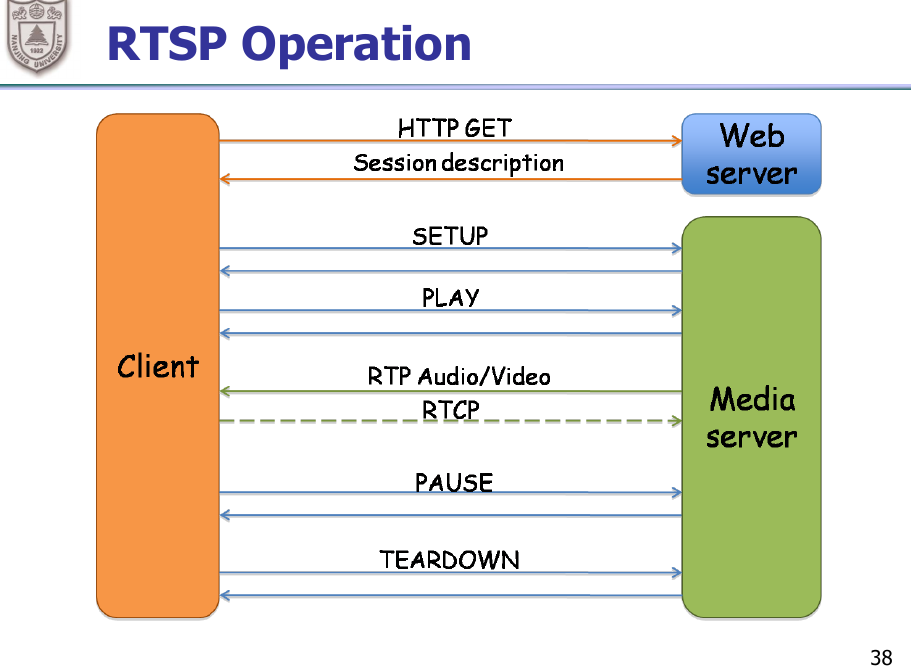 NANJING UNIVERSITY
1902
RTSP Operation
HTTP GET
Session description
Web
server
SETUP
PLAY
Client
RTP Audio/Video
RTCP
Media
server
PAUSE
TEARDOWN
38